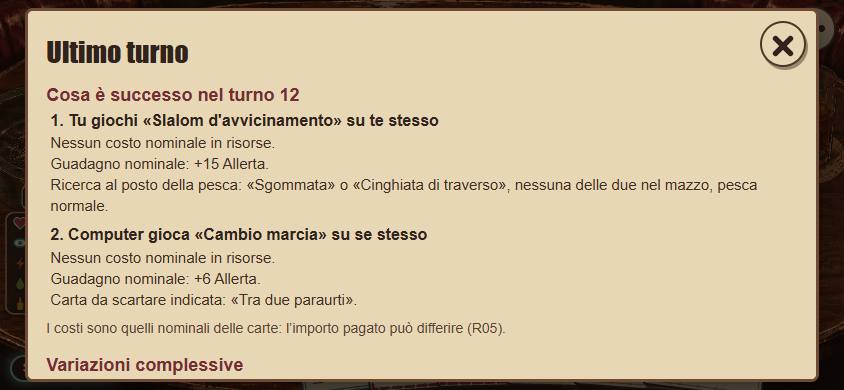 Ultimo turno
Cosa è successo nel turno 12
1. Tu giochi «Slalom d'avvicinamento» su te stesso
Nessun costo nominale in risorse.
Guadagno nominale: +15 Allerta.
Ricerca al posto della pesca: «Sgommata» o «Cinghiata di traverso», nessuna delle due nel mazzo, pesca
normale.
2. Computer gioca «Cambio marcia» su se stesso
Nessun costo nominale in risorse.
Guadagno nominale: +6 Allerta.
Carta da scartare indicata: «Tra due paraurti».
I costi sono quelli nominali delle carte: l’importo pagato può differire (R05).
Variazioni complessive